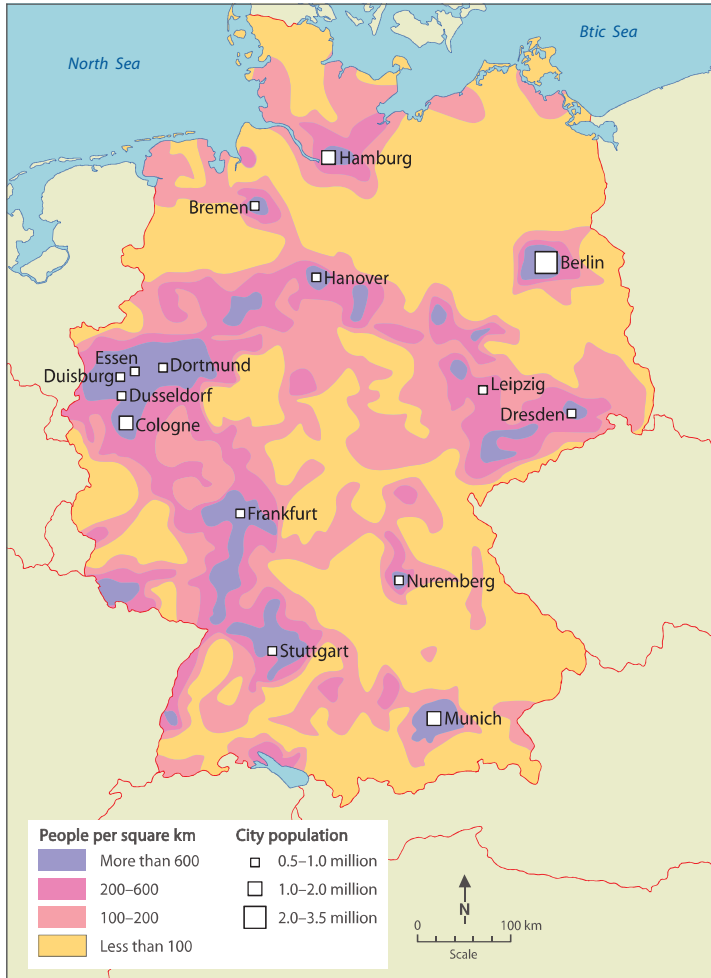 North Sea
Btic Sea
Hamburg
Bremen
Berlin
Hanover
Essen
Dortmund
Duisburg
Dusseldorf
Cologne
Leipzig
Dresden
Frankfurt
Nuremberg
Stuttgart
Munich
People per square km
More than 600
200–600
100–200
Less than 100
City population
0.5–1.0 million
1.0–2.0 million
2.0–3.5 million
N
0 100 km
Scale